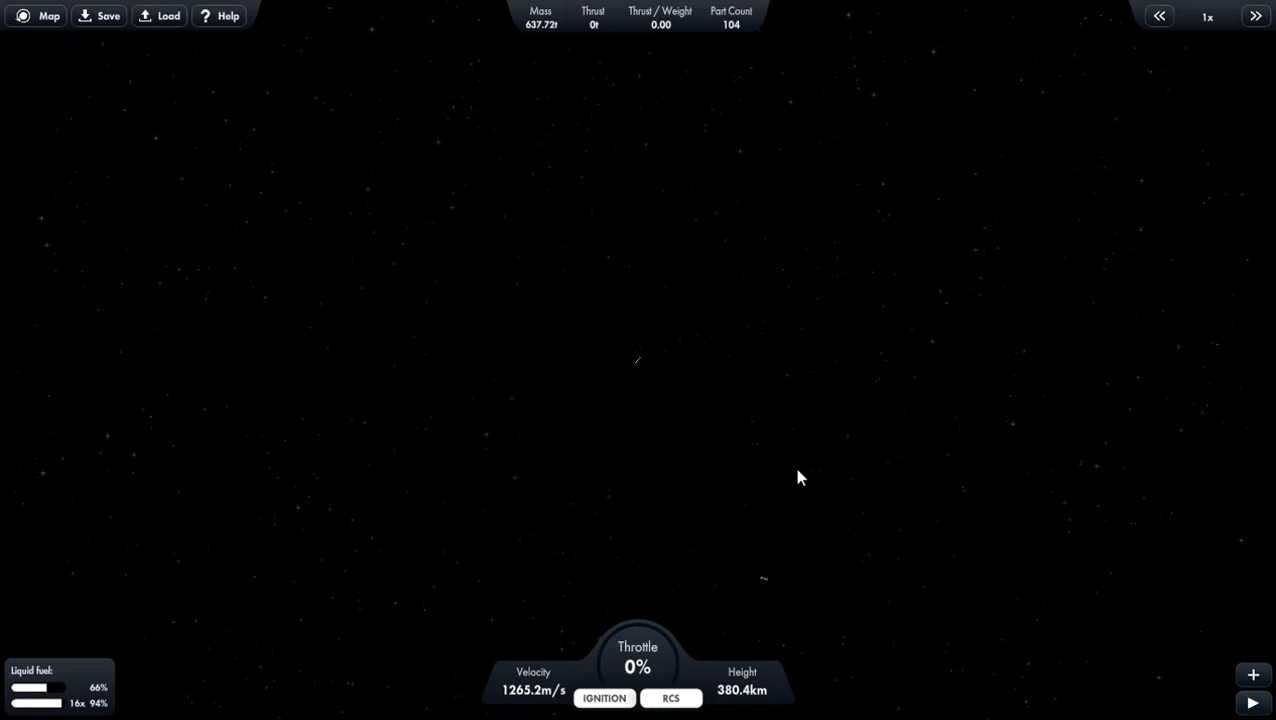 Map Save Load ? Help
Mass Thrust Thrust / Weight Part Count
637.72t 0t 0.00 104
1x
Liquid fuel:
66%
16x 94%
Throttle
0%
Velocity
1265.2m/s
Height
380.4km
IGNITION RCS